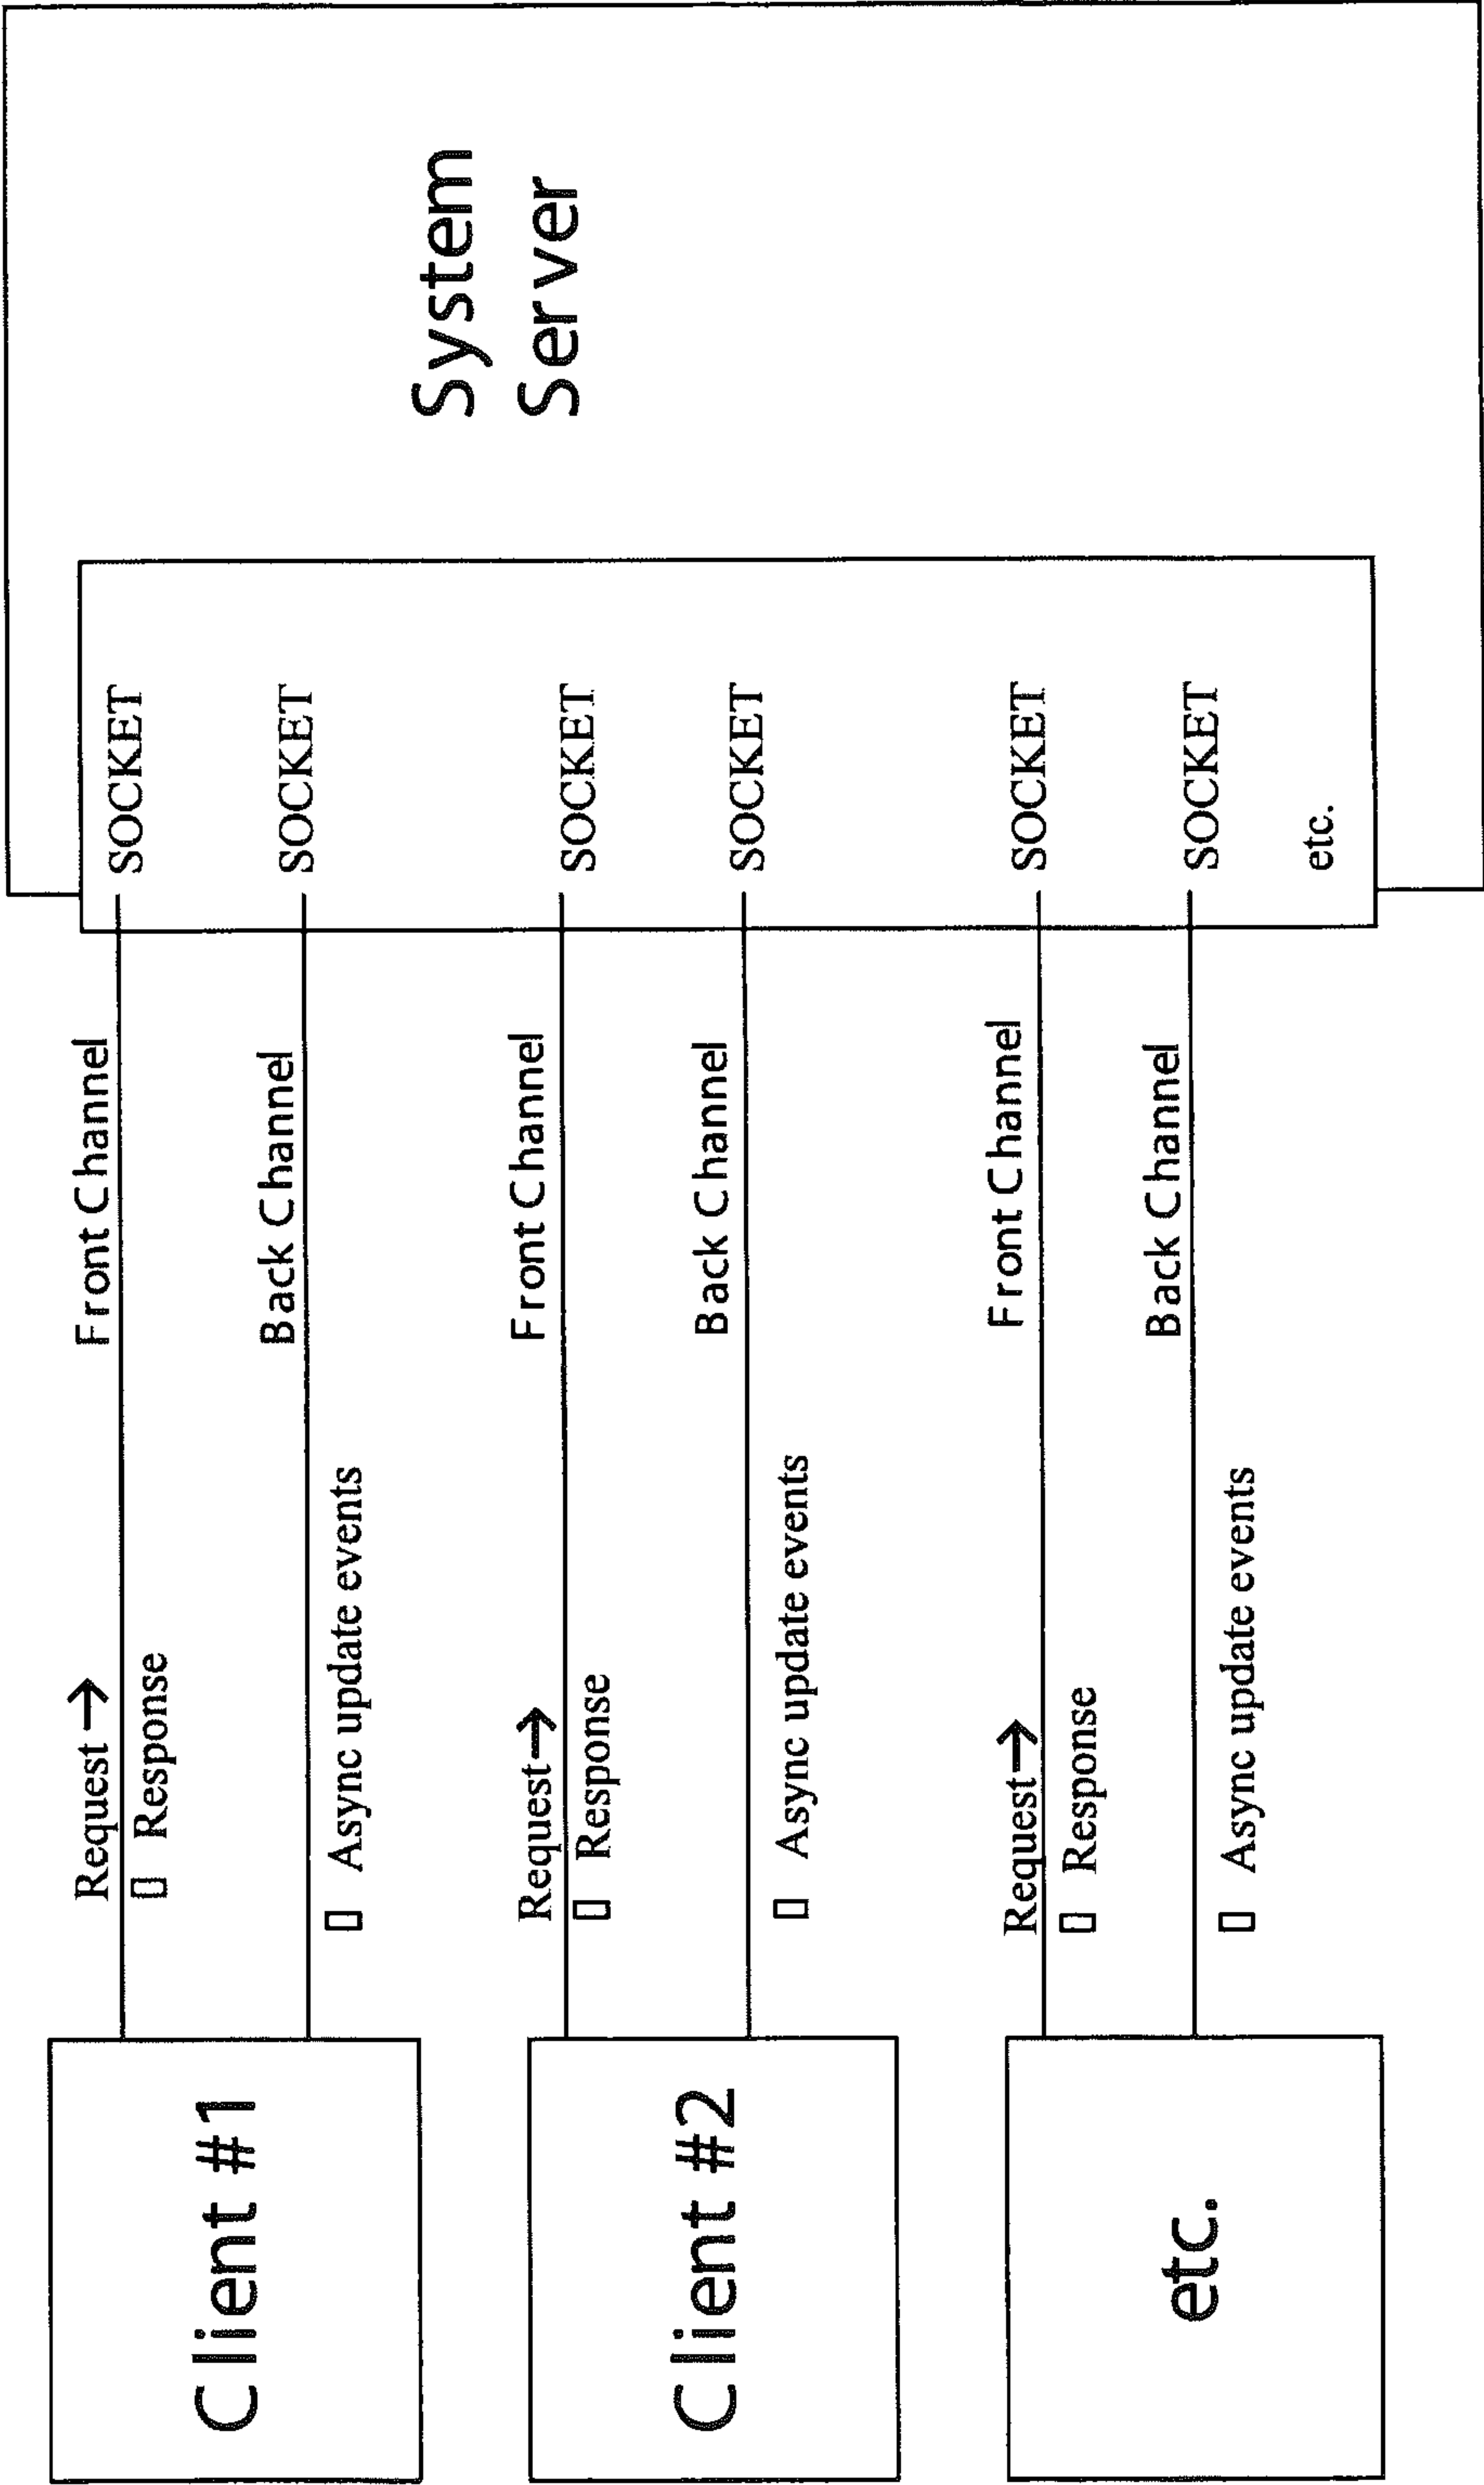 Client #1
Request →
▯ Response
Front Channel
SOCKET
▯ Async update events
Back Channel
SOCKET
Client #2
Request→
▯ Response
Front Channel
SOCKET
▯ Async update events
Back Channel
SOCKET
etc.
Request→
▯ Response
Front Channel
SOCKET
▯ Async update events
Back Channel
SOCKET
etc.
System
Server